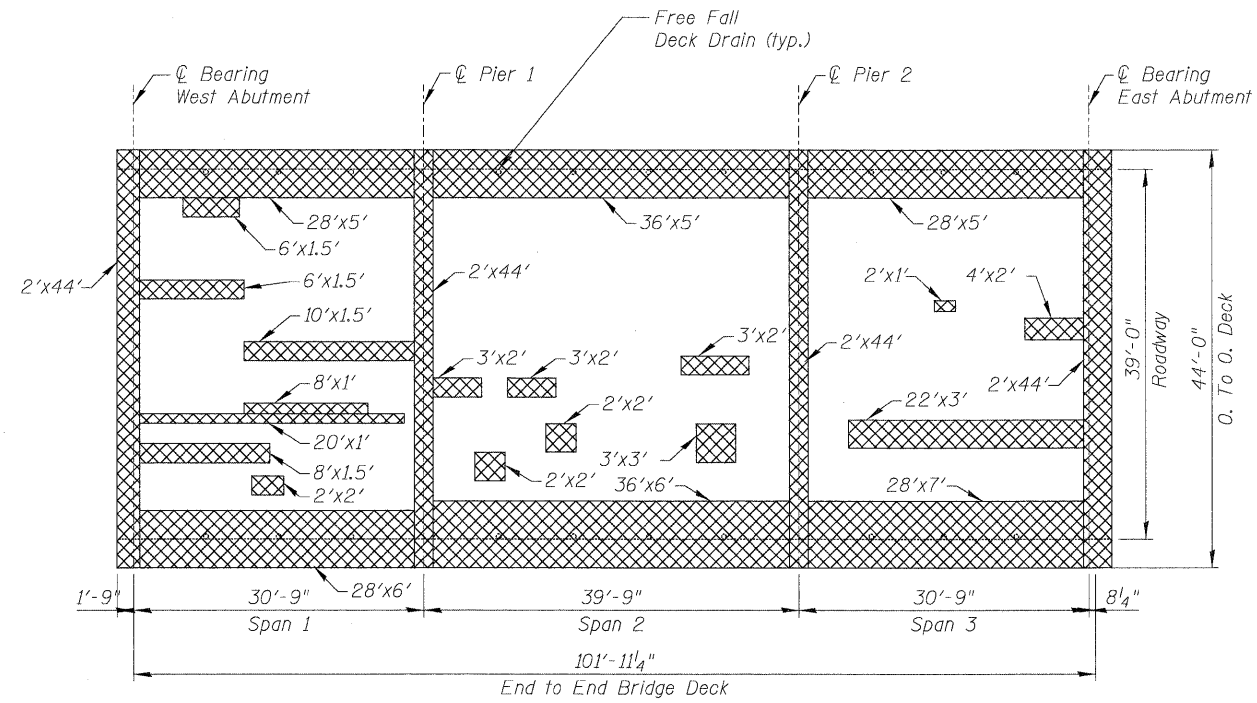 Free Fall
Deck Drain (typ.)
℄ Bearing
West Abutment
℄ Pier 1
℄ Pier 2
℄ Bearing
East Abutment
28'x5'
36'x5'
28'x5'
6'x1.5'
2'x44'
6'x1.5'
2'x44'
2'x1'
4'x2'
10'x1.5'
3'x2'
3'x2'
3'x2'
2'x44'
2'x44'
39'-0"
Roadway
44'-0"
O. To O. Deck
8'x1'
2'x2'
22'x3'
20'x1'
8'x1.5'
3'x3'
2'x2'
2'x2'
36'x6'
28'x7'
28'x6'
1'-9"
30'-9"
39'-9"
30'-9"
8¼"
Span 1
Span 2
Span 3
101'-11¼"
End to End Bridge Deck